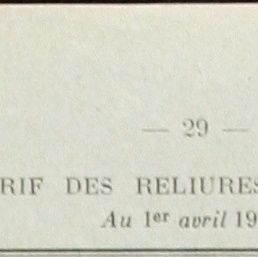 — 29 —
RIF DES RELIURES
Au 1er avril 19